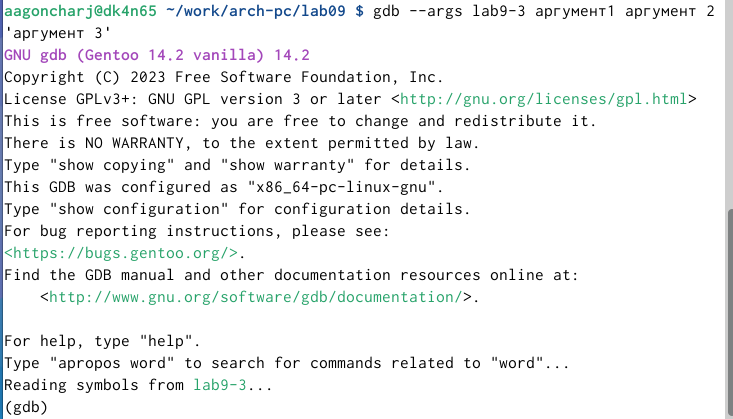 aagoncharj@dk4n65 ~/work/arch-pc/lab09 $ gdb --args lab9-3 аргумент1 аргумент 2
'аргумент 3'
GNU gdb (Gentoo 14.2 vanilla) 14.2
Copyright (C) 2023 Free Software Foundation, Inc.
License GPLv3+: GNU GPL version 3 or later <http://gnu.org/licenses/gpl.html>
This is free software: you are free to change and redistribute it.
There is NO WARRANTY, to the extent permitted by law.
Type "show copying" and "show warranty" for details.
This GDB was configured as "x86_64-pc-linux-gnu".
Type "show configuration" for configuration details.
For bug reporting instructions, please see:
<https://bugs.gentoo.org/>.
Find the GDB manual and other documentation resources online at:
    <http://www.gnu.org/software/gdb/documentation/>.

For help, type "help".
Type "apropos word" to search for commands related to "word"...
Reading symbols from lab9-3...
(gdb)